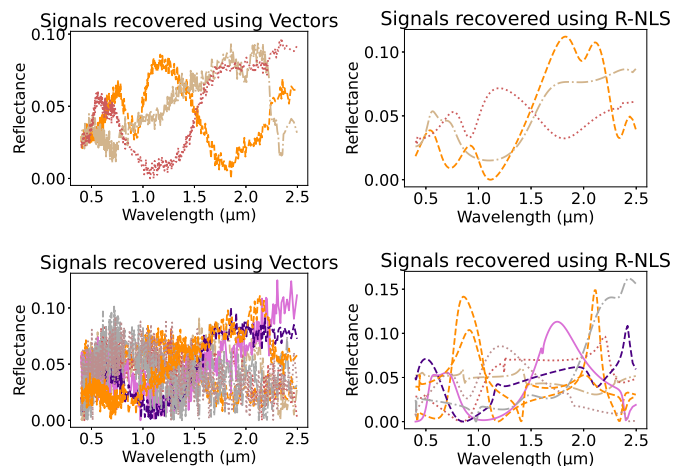 Signals recovered using Vectors
0.10
0.05
0.00
Reflectance
0.5 1.0 1.5 2.0 2.5
Wavelength (μm)
Signals recovered using R-NLS
0.10
0.05
0.00
Reflectance
0.5 1.0 1.5 2.0 2.5
Wavelength (μm)
Signals recovered using Vectors
0.10
0.05
0.00
Reflectance
0.5 1.0 1.5 2.0 2.5
Wavelength (μm)
Signals recovered using R-NLS
0.15
0.10
0.05
0.00
Reflectance
0.5 1.0 1.5 2.0 2.5
Wavelength (μm)